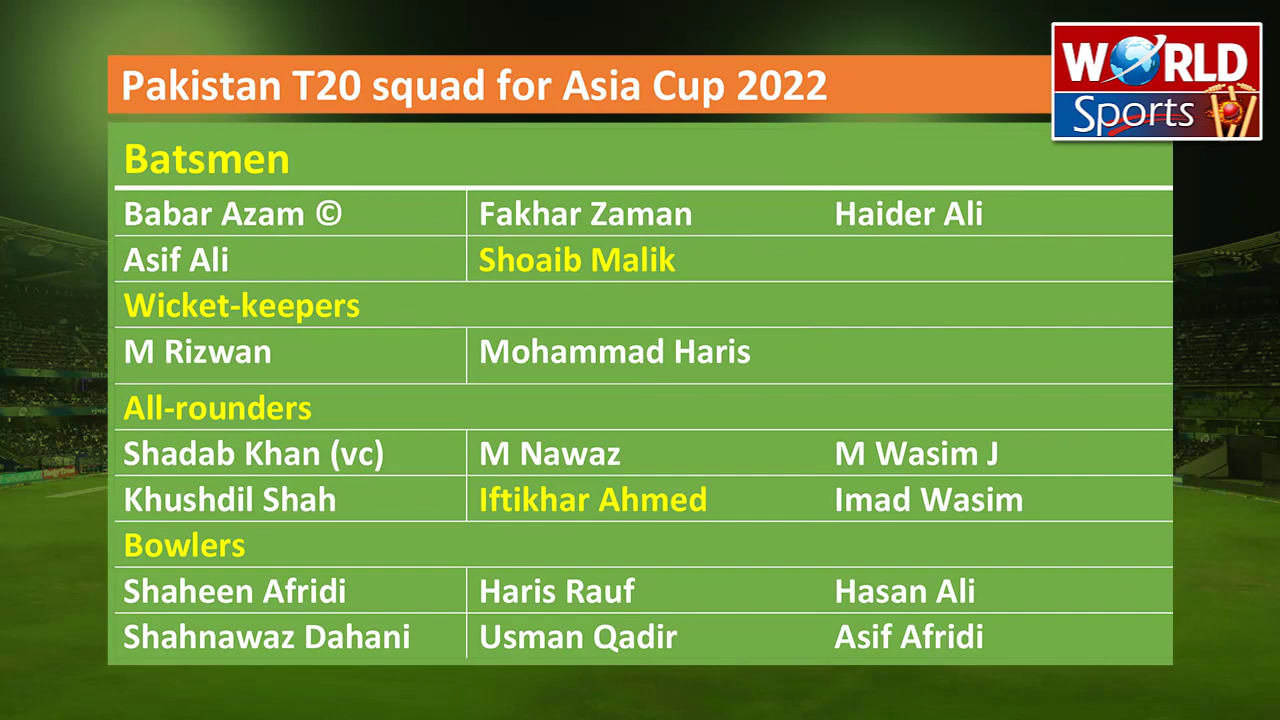 Pakistan T20 squad for Asia Cup 2022
WORLD
Sports
Batsmen
Babar Azam © Fakhar Zaman Haider Ali
Asif Ali Shoaib Malik
Wicket-keepers
M Rizwan Mohammad Haris
All-rounders
Shadab Khan (vc) M Nawaz M Wasim J
Khushdil Shah Iftikhar Ahmed Imad Wasim
Bowlers
Shaheen Afridi Haris Rauf Hasan Ali
Shahnawaz Dahani Usman Qadir Asif Afridi